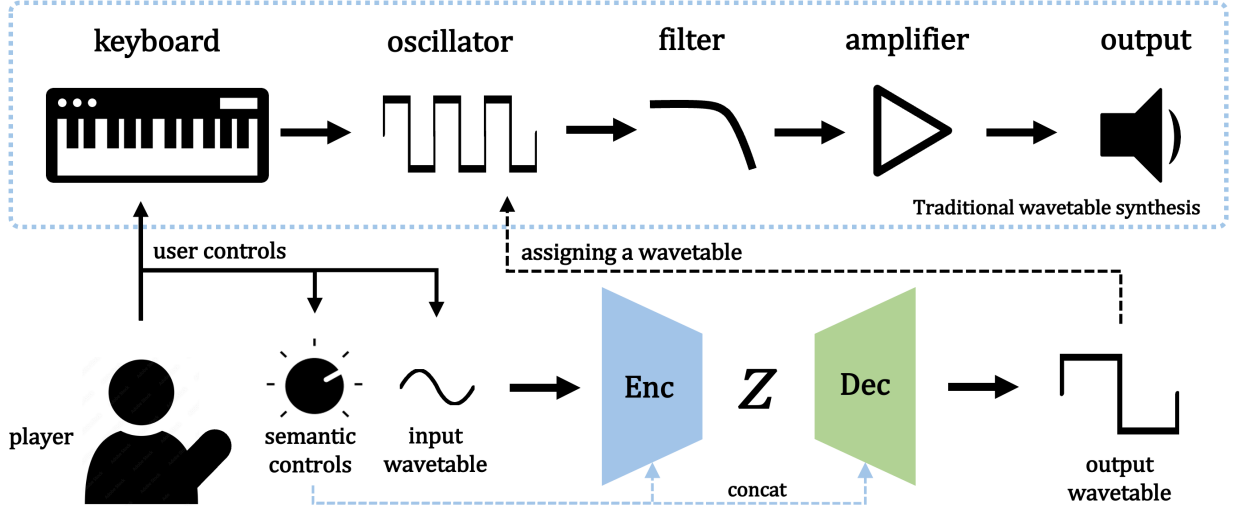 keyboard
oscillator
filter
amplifier
output
Traditional wavetable synthesis
user controls
assigning a wavetable
Enc
Z
Dec
player
semantic
controls
input
wavetable
concat
output
wavetable